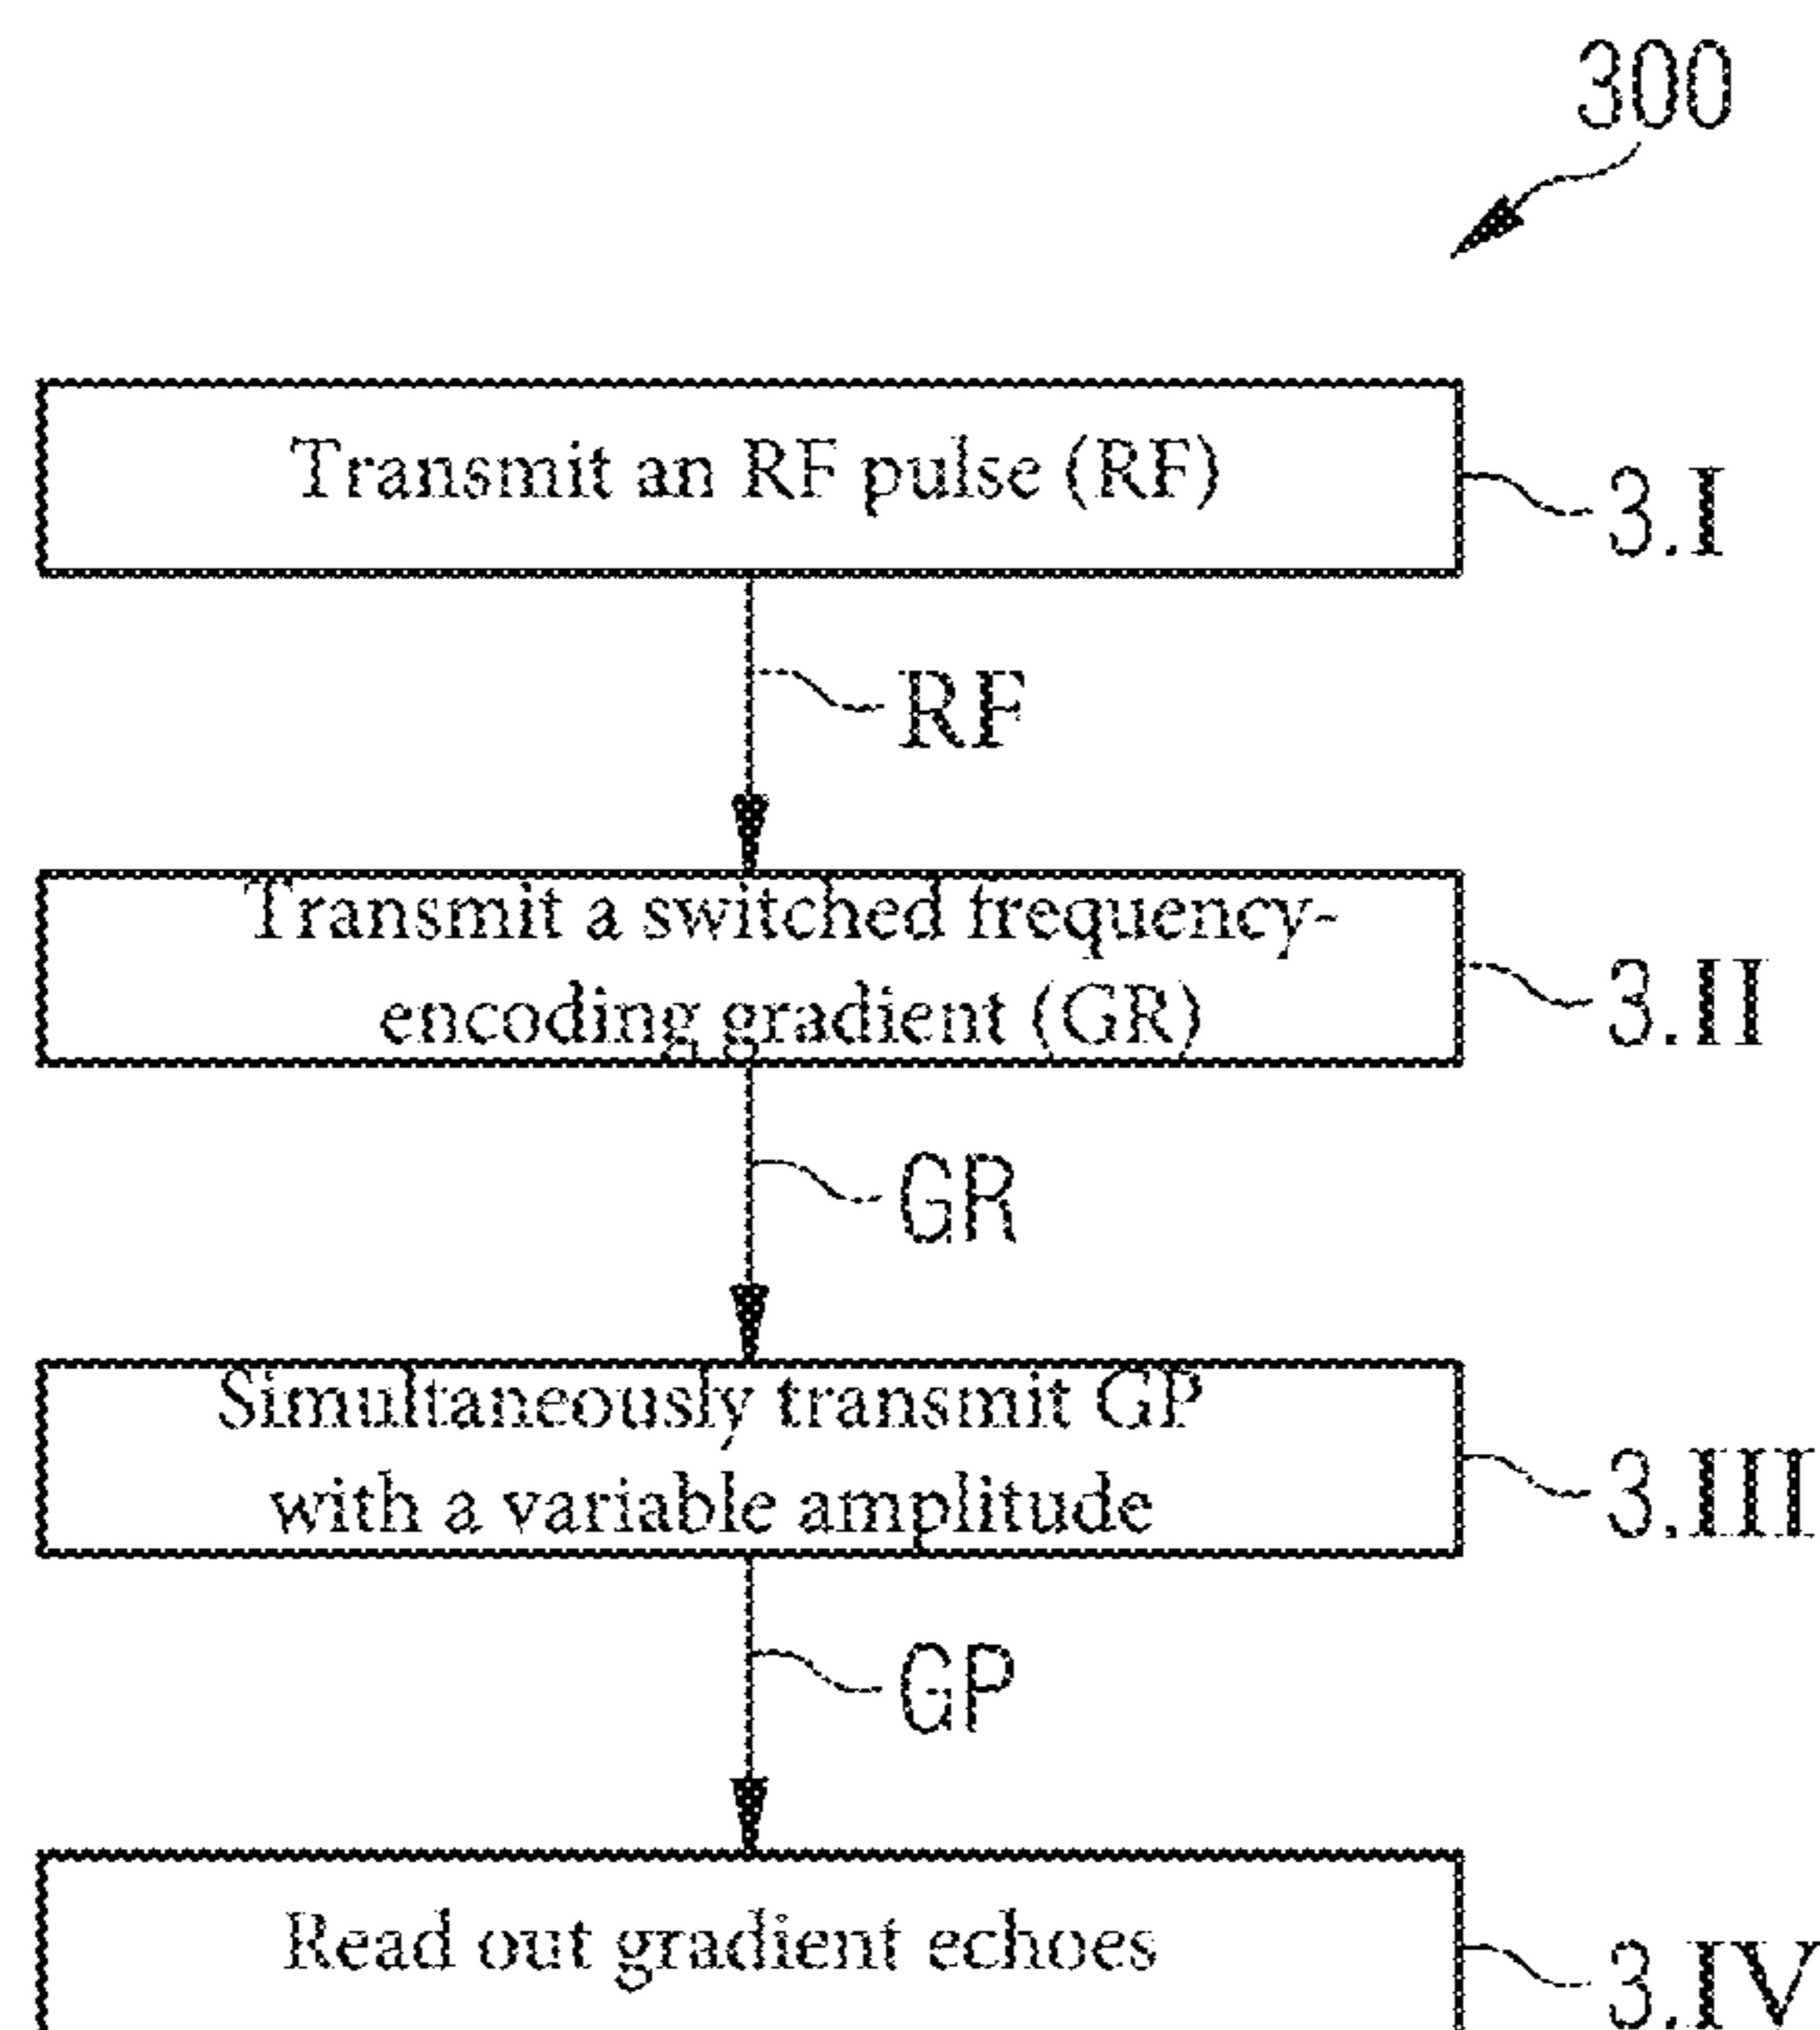 300
Transmit an RF pulse (RF)
3.I
RF
Transmit a switched frequency-
encoding gradient (GR)
3.II
GR
Simultaneously transmit GP
with a variable amplitude
3.III
GP
Read out gradient echoes
3.IV